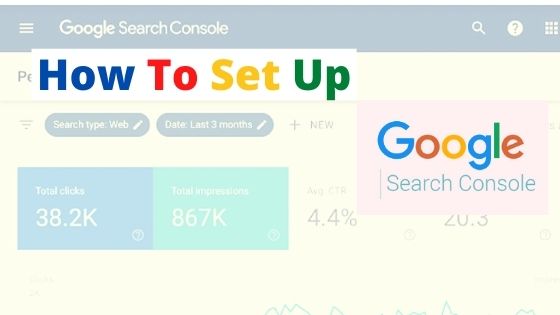 Google Search Console
Pe
How To Set Up
Search type: Web
Date: Last 3 months
+ NEW
Google
Search Console
Total clicks
Total impressions
Avg CTR
38.2K
867K
4.4%
20.3
Clicks
2K